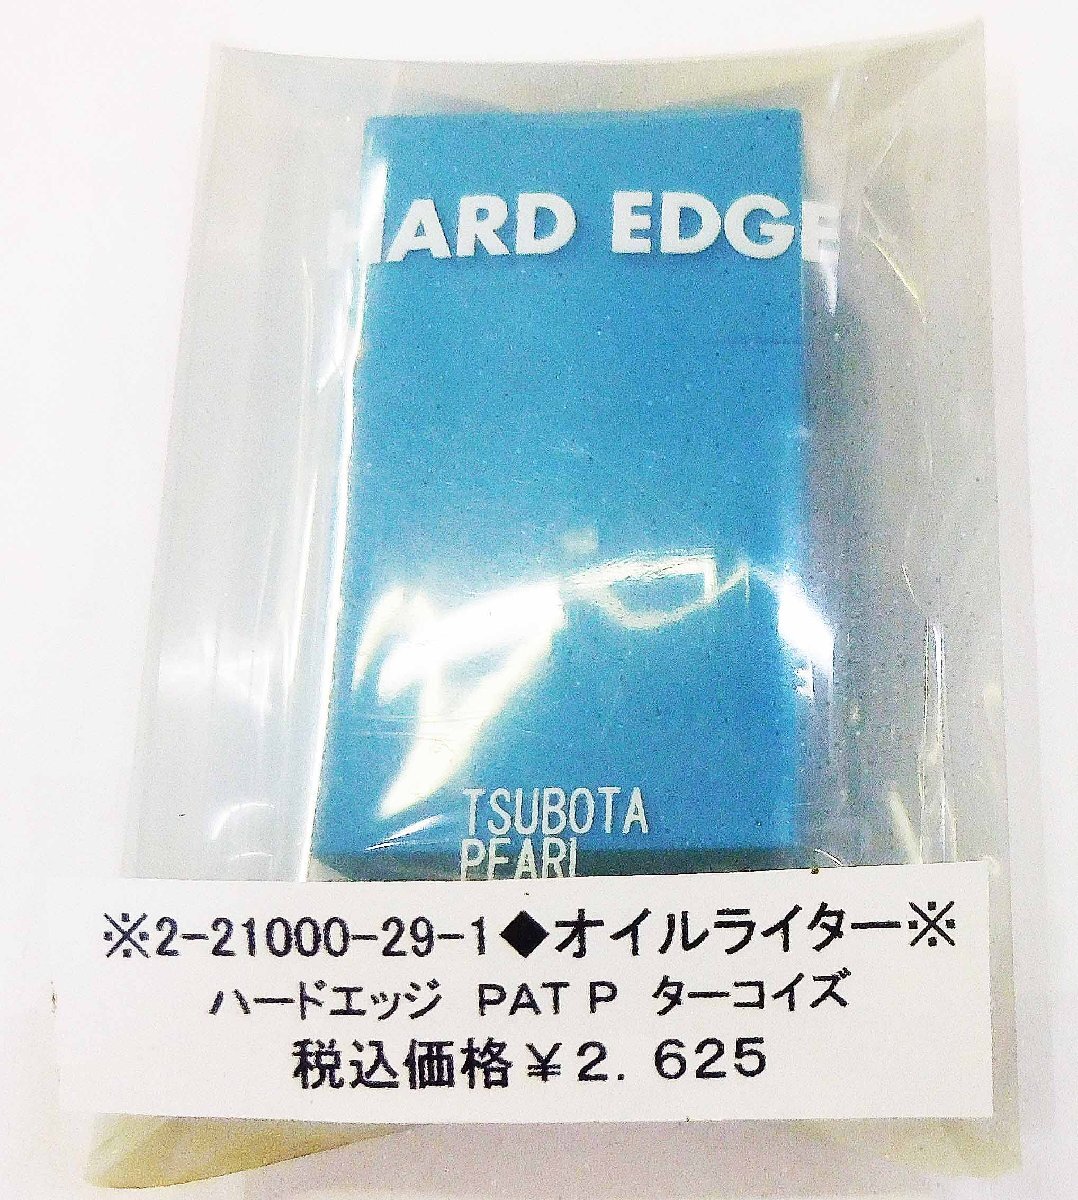 HARD EDGE
TSUBOTA
PEARL
※2-21000-29-1◆オイルライター※
ハードエッジ PAT P ターコイズ
税込価格￥2.625